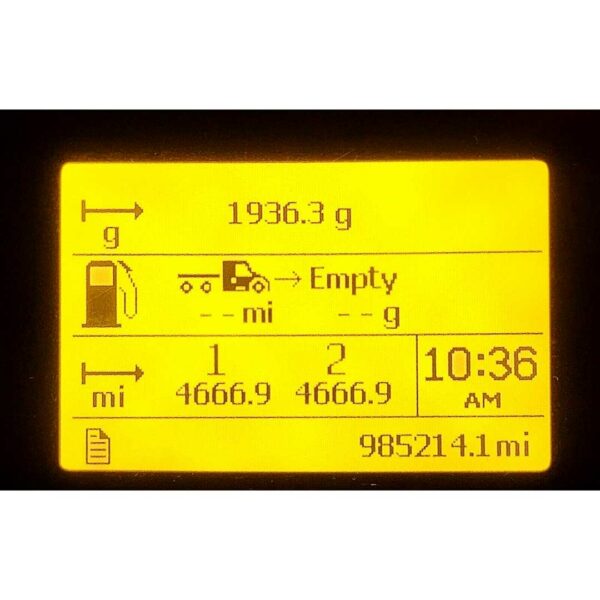 g 1936.3 g
→ Empty
-- mi -- g
1 2
mi 4666.9 4666.9
10:36
AM
985214.1 mi